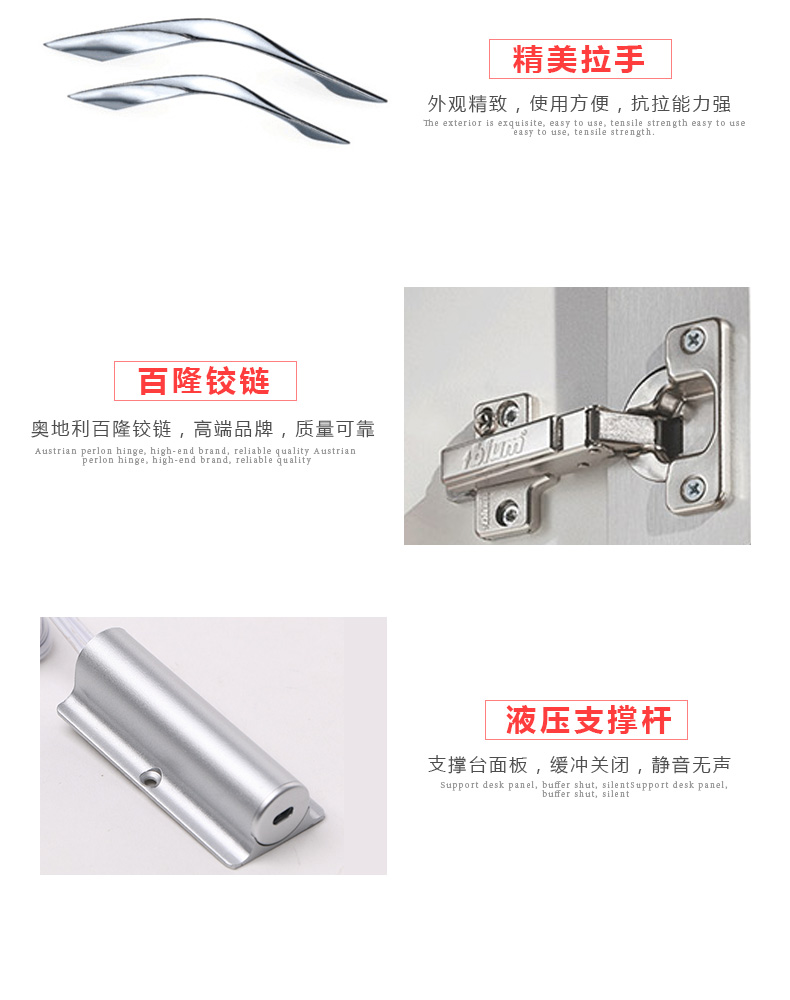 精美拉手
外观精致，使用方便，抗拉能力强
The exterior is exquisite, easy to use, tensile strength easy to use
easy to use, tensile strength.
百隆铰链
奥地利百隆铰链，高端品牌，质量可靠
Austrian perlon hinge, high-end brand, reliable quality Austrian
perlon hinge, high-end brand, reliable quality
blum
液压支撑杆
支撑台面板，缓冲关闭，静音无声
Support desk panel, buffer shut, silentSupport desk panel,
buffer shut, silent